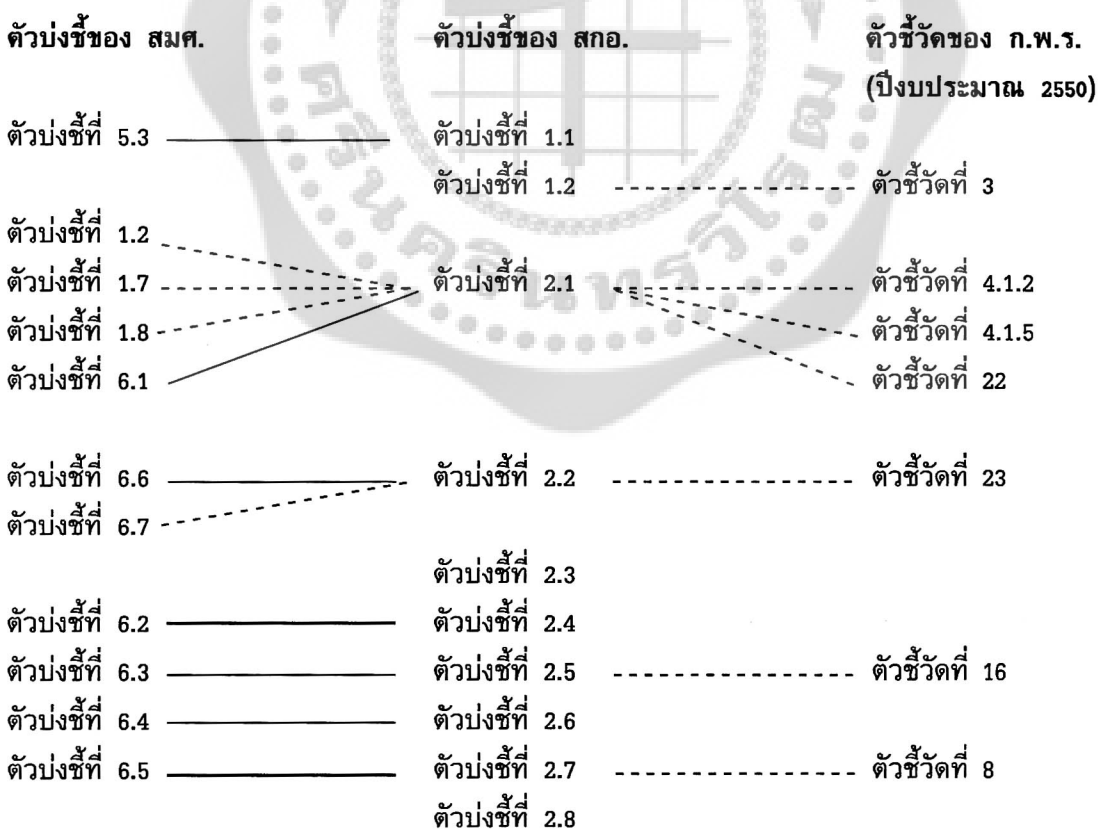 ตัวบ่งชี้ของ สมศ. ตัวบ่งชี้ของ สกอ. ตัวชี้วัดของ ก.พ.ร.
(ปีงบประมาณ 2550)
ตัวบ่งชี้ที่ 5.3 ตัวบ่งชี้ที่ 1.1
ตัวบ่งชี้ที่ 1.2 ตัวชี้วัดที่ 3
ตัวบ่งชี้ที่ 1.2
ตัวบ่งชี้ที่ 1.7 ตัวบ่งชี้ที่ 2.1 ตัวชี้วัดที่ 4.1.2
ตัวบ่งชี้ที่ 1.8 ตัวชี้วัดที่ 4.1.5
ตัวบ่งชี้ที่ 6.1 ตัวชี้วัดที่ 22
ตัวบ่งชี้ที่ 6.6 ตัวบ่งชี้ที่ 2.2 ตัวชี้วัดที่ 23
ตัวบ่งชี้ที่ 6.7
ตัวบ่งชี้ที่ 2.3
ตัวบ่งชี้ที่ 6.2 ตัวบ่งชี้ที่ 2.4
ตัวบ่งชี้ที่ 6.3 ตัวบ่งชี้ที่ 2.5 ตัวชี้วัดที่ 16
ตัวบ่งชี้ที่ 6.4 ตัวบ่งชี้ที่ 2.6
ตัวบ่งชี้ที่ 6.5 ตัวบ่งชี้ที่ 2.7 ตัวชี้วัดที่ 8
ตัวบ่งชี้ที่ 2.8